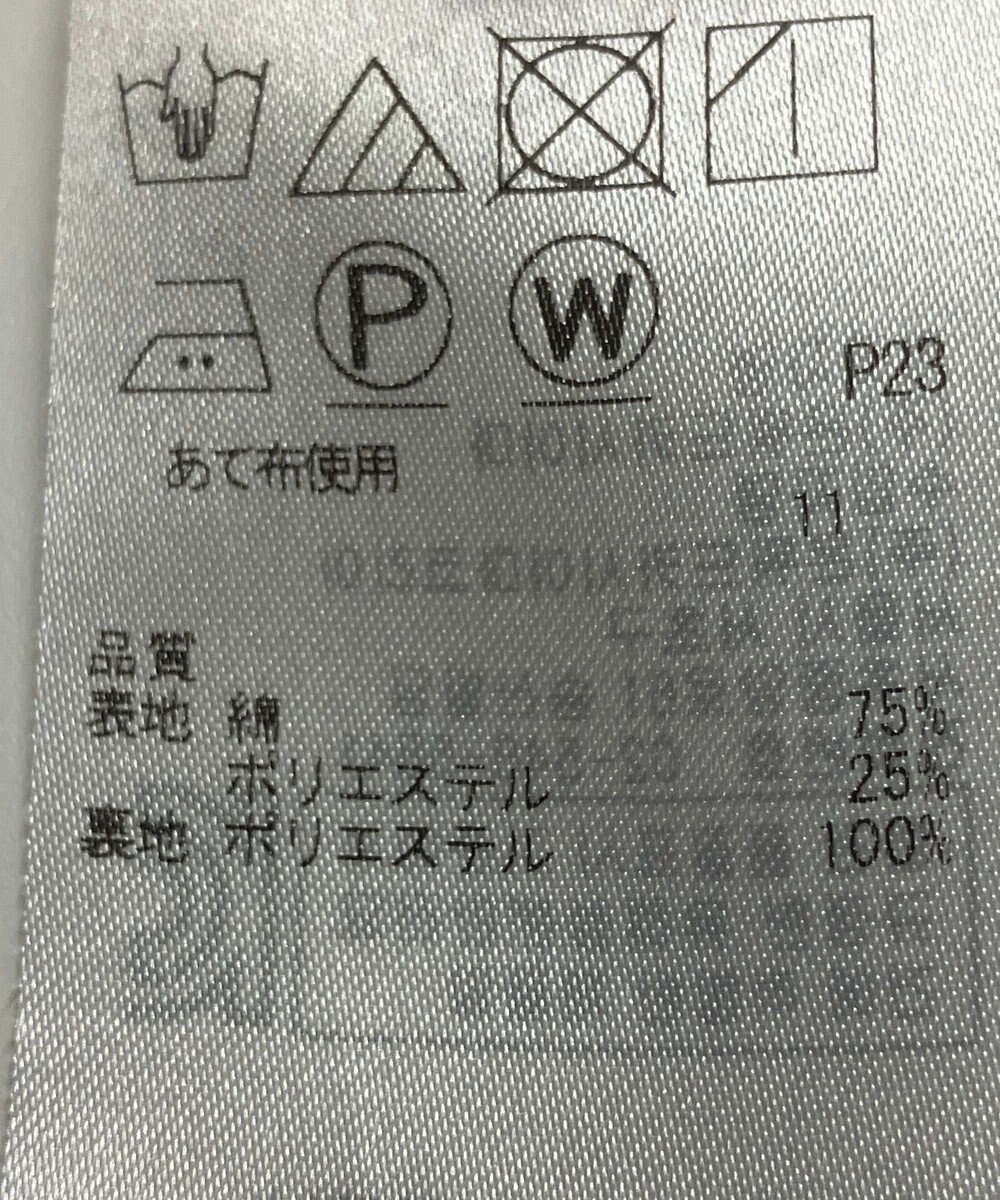 P W
P23
あて布使用
11
品質
表地 綿 75%
ポリエステル 25%
裏地 ポリエステル 100%